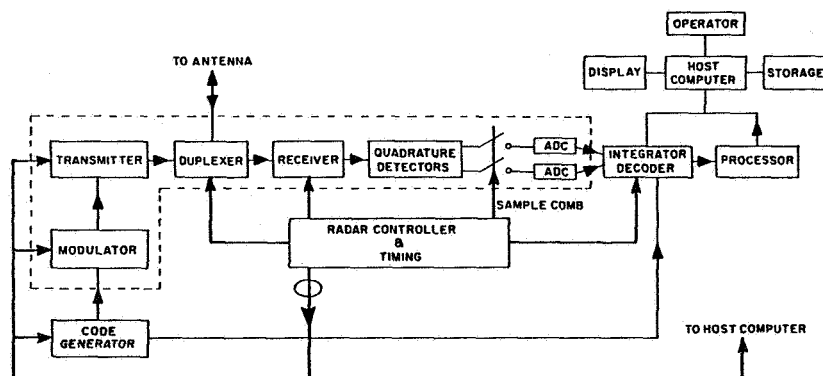 OPERATOR
TO ANTENNA
DISPLAY
HOST
COMPUTER
STORAGE
TRANSMITTER
DUPLEXER
RECEIVER
QUADRATURE
DETECTORS
ADC
ADC
INTEGRATOR
DECODER
PROCESSOR
SAMPLE COMB
MODULATOR
RADAR CONTROLLER
&
TIMING
CODE
GENERATOR
TO HOST COMPUTER